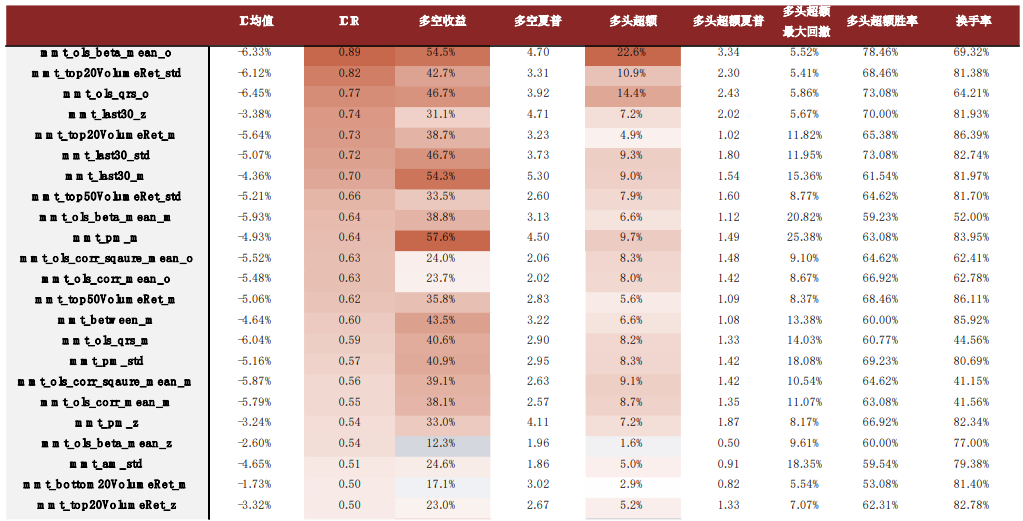 IC均值 ICIR 多空收益 多空夏普 多头超额 多头超额夏普 多头超额最大回撤 多头超额胜率 换手率
mmt_ols_beta_mean_o -6.33% 0.89 54.5% 4.70 22.6% 3.34 5.52% 78.46% 69.32%
mmt_top20VolumeRet_std -6.12% 0.82 42.7% 3.31 10.9% 2.30 5.41% 68.46% 81.38%
mmt_ols_qrs_o -6.45% 0.77 46.7% 3.92 14.4% 2.43 5.86% 73.08% 64.21%
mmt_last30_z -3.38% 0.74 31.1% 4.71 7.2% 2.02 5.67% 70.00% 81.93%
mmt_top20VolumeRet_m -5.64% 0.73 38.7% 3.23 4.9% 1.02 11.82% 65.38% 86.39%
mmt_last30_std -5.07% 0.72 46.7% 3.73 9.3% 1.80 11.95% 73.08% 82.74%
mmt_last30_m -4.36% 0.70 54.3% 5.30 9.0% 1.54 15.36% 61.54% 81.97%
mmt_top50VolumeRet_std -5.21% 0.66 33.5% 2.60 7.9% 1.60 8.77% 64.62% 81.70%
mmt_ols_beta_mean_m -5.93% 0.64 38.8% 3.13 6.6% 1.12 20.82% 59.23% 52.00%
mmt_pm_m -4.93% 0.64 57.6% 4.50 9.7% 1.49 25.38% 63.08% 83.95%
mmt_ols_corr_sqaure_mean_o -5.52% 0.63 24.0% 2.06 8.3% 1.48 9.10% 64.62% 62.41%
mmt_ols_corr_mean_o -5.48% 0.63 23.7% 2.02 8.0% 1.42 8.67% 66.92% 62.78%
mmt_top50VolumeRet_m -5.06% 0.62 35.8% 2.83 5.6% 1.09 8.37% 68.46% 86.11%
mmt_between_m -4.64% 0.60 43.5% 3.22 6.6% 1.08 13.38% 60.00% 85.92%
mmt_ols_qrs_m -6.04% 0.59 40.6% 2.90 8.2% 1.33 14.03% 60.77% 44.56%
mmt_pm_std -5.16% 0.57 40.9% 2.95 8.3% 1.42 18.08% 69.23% 80.69%
mmt_ols_corr_sqaure_mean_m -5.87% 0.56 39.1% 2.63 9.1% 1.42 10.54% 64.62% 41.15%
mmt_ols_corr_mean_m -5.79% 0.55 38.1% 2.57 8.7% 1.35 11.07% 63.08% 41.56%
mmt_pm_z -3.24% 0.54 33.0% 4.11 7.2% 1.87 8.17% 66.92% 82.34%
mmt_ols_beta_mean_z -2.60% 0.54 12.3% 1.96 1.6% 0.50 9.61% 60.00% 77.00%
mmt_am_std -4.65% 0.51 24.6% 1.86 5.0% 0.91 18.35% 59.54% 79.38%
mmt_bottom20VolumeRet_m -1.73% 0.50 17.1% 3.02 2.9% 0.82 5.54% 53.08% 81.40%
mmt_top20VolumeRet_z -3.32% 0.50 23.0% 2.67 5.2% 1.33 7.07% 62.31% 82.78%